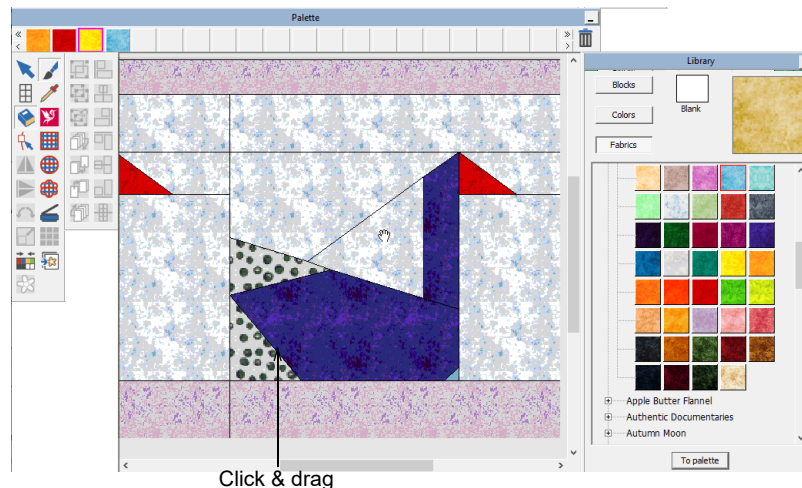 Palette
Library
Blocks
Colors
Fabrics
Blank
Apple Butter Flannel
Authentic Documentaries
Autumn Moon
To palette
Click & drag